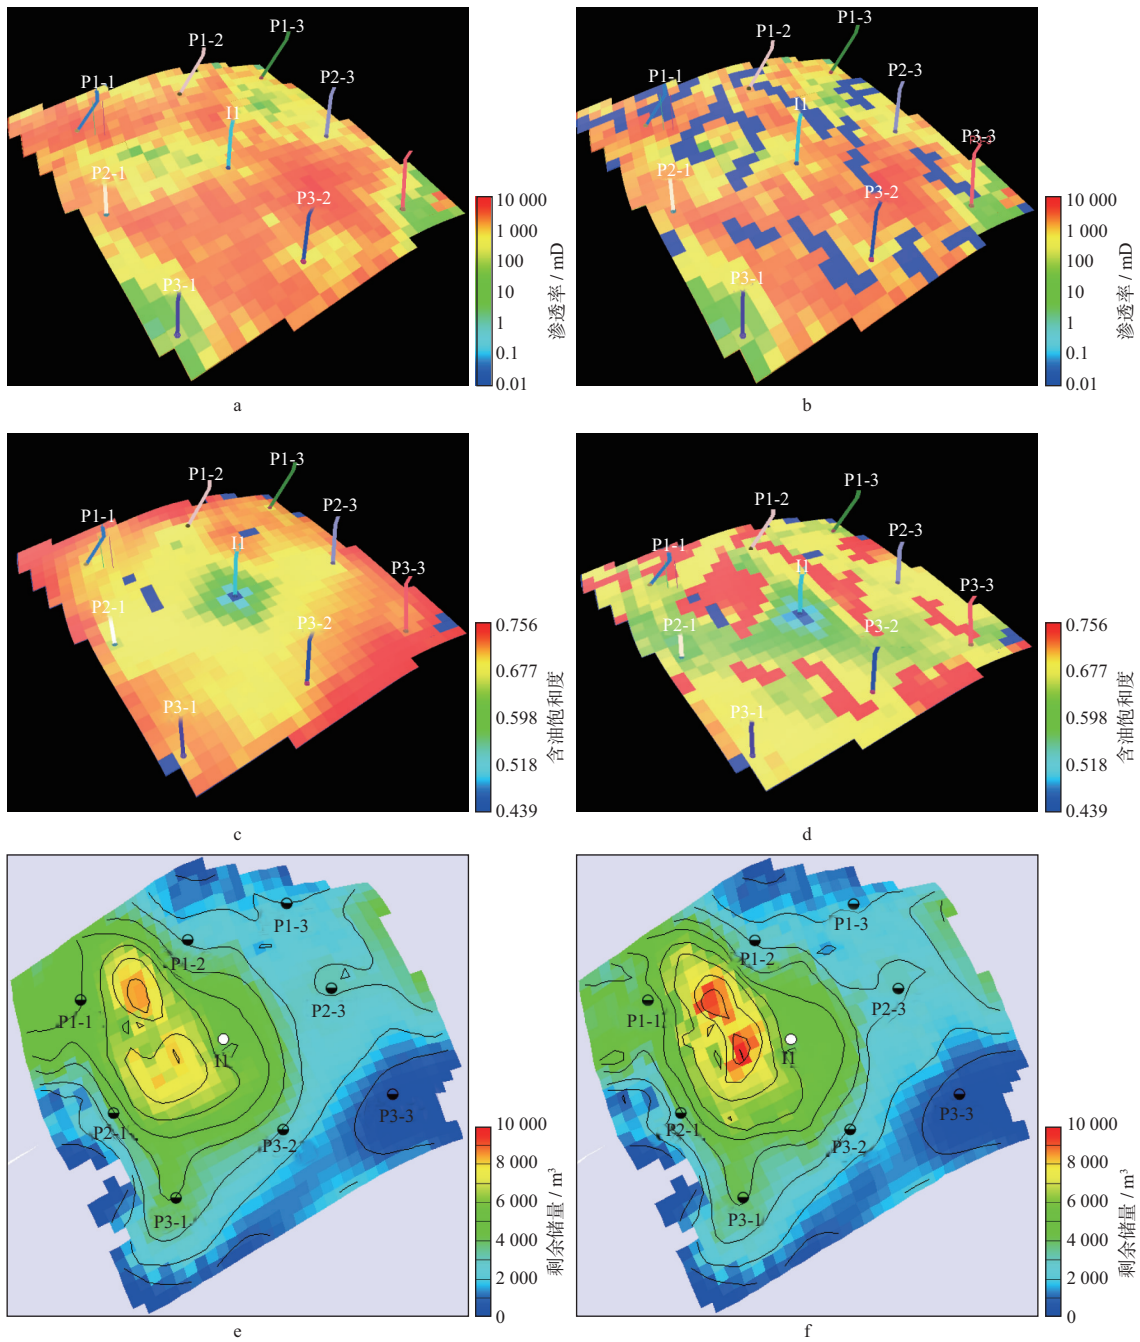 P1-3
P1-2
P2-3
P1-1
I1
P2-1
P3-2
P3-1
10 000
1 000
100
10
1
0.1
0.01
渗透率 / mD
a
P1-3
P1-2
P2-3
P1-1
I1
P3-3
P2-1
P3-2
P3-1
10 000
1 000
100
10
1
0.1
0.01
渗透率 / mD
b
P1-3
P1-2
P2-3
P1-1
I1
P3-3
P2-1
P3-2
P3-1
0.756
0.677
0.598
0.518
0.439
含油饱和度
c
P1-3
P1-2
P2-3
P1-1
I1
P3-3
P2-1
P3-2
P3-1
0.756
0.677
0.598
0.518
0.439
含油饱和度
d
P1-3
P1-2
P2-3
P1-1
I1
P3-3
P2-1
P3-2
P3-1
10 000
8 000
6 000
4 000
2 000
0
剩余储量 / m³
e
P1-3
P1-2
P2-3
P1-1
I1
P3-3
P2-1
P3-2
P3-1
10 000
8 000
6 000
4 000
2 000
0
剩余储量 / m³
f